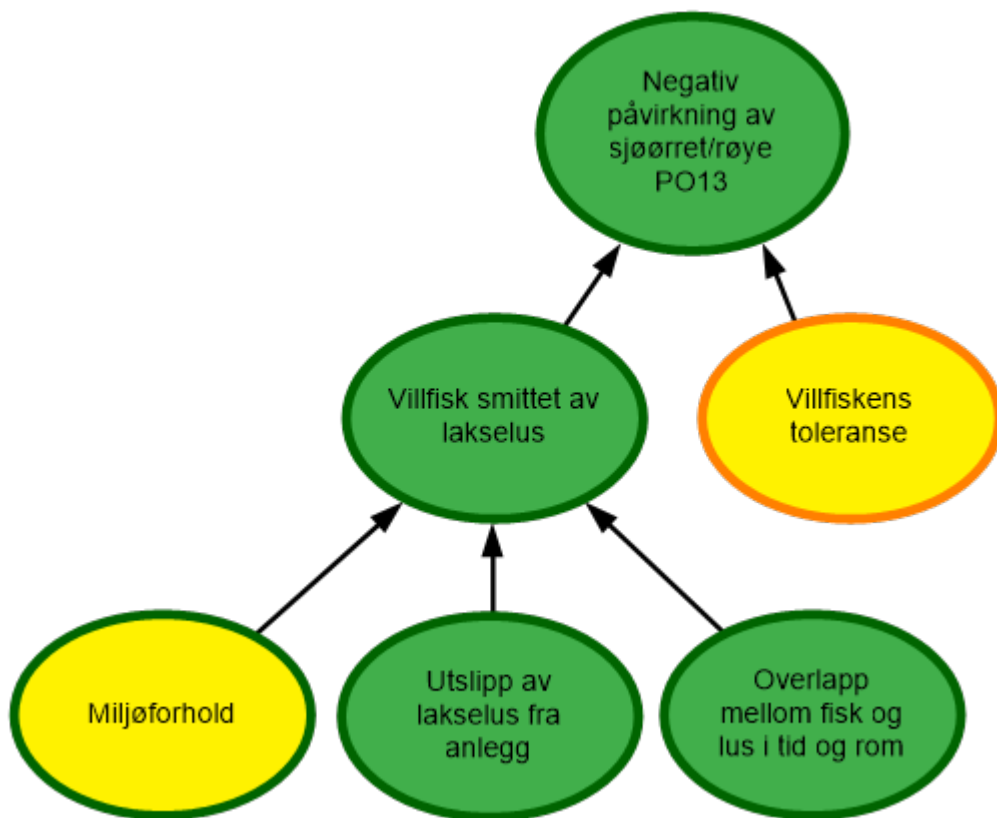 Negativ
påvirkning av
sjøørret/røye
PO13
Villfisk smittet av
lakselus
Villfiskens
toleranse
Miljøforhold
Utslipp av
lakselus fra
anlegg
Overlapp
mellom fisk og
lus i tid og rom